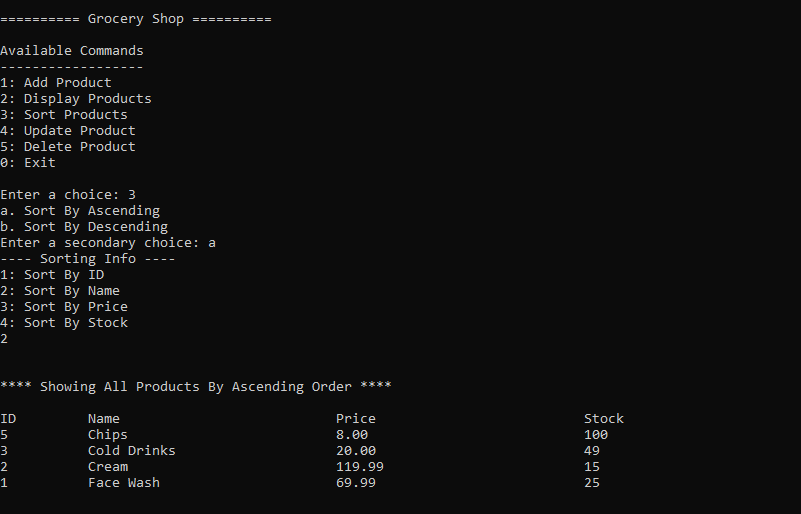 ========== Grocery Shop ==========
Available Commands
------------------
1: Add Product
2: Display Products
3: Sort Products
4: Update Product
5: Delete Product
0: Exit
Enter a choice: 3
a. Sort By Ascending
b. Sort By Descending
Enter a secondary choice: a
---- Sorting Info ----
1: Sort By ID
2: Sort By Name
3: Sort By Price
4: Sort By Stock
2
**** Showing All Products By Ascending Order ****
ID Name Price Stock
5 Chips 8.00 100
3 Cold Drinks 20.00 49
2 Cream 119.99 15
1 Face Wash 69.99 25